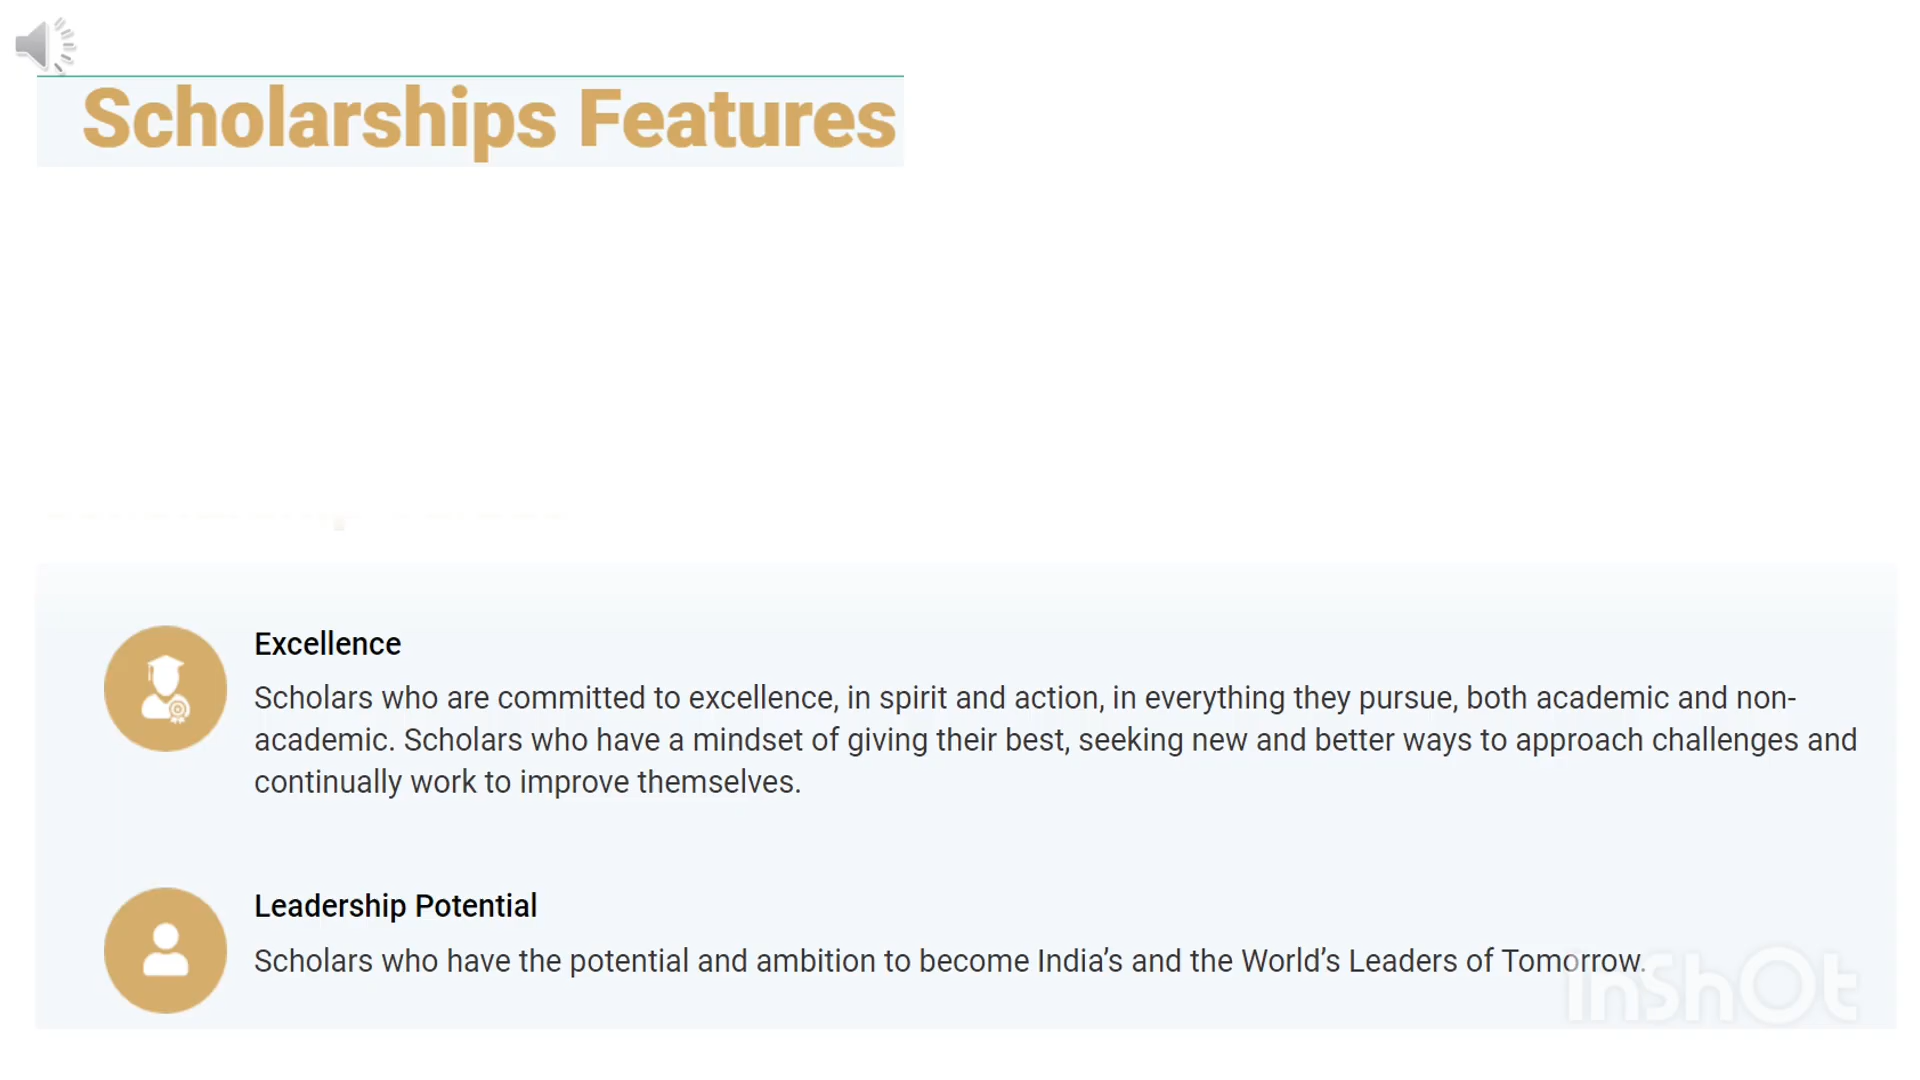 Scholarships Features
Excellence
Scholars who are committed to excellence, in spirit and action, in everything they pursue, both academic and non-
academic. Scholars who have a mindset of giving their best, seeking new and better ways to approach challenges and
continually work to improve themselves.
Leadership Potential
Scholars who have the potential and ambition to become India’s and the World’s Leaders of Tomorrow.
InShOt